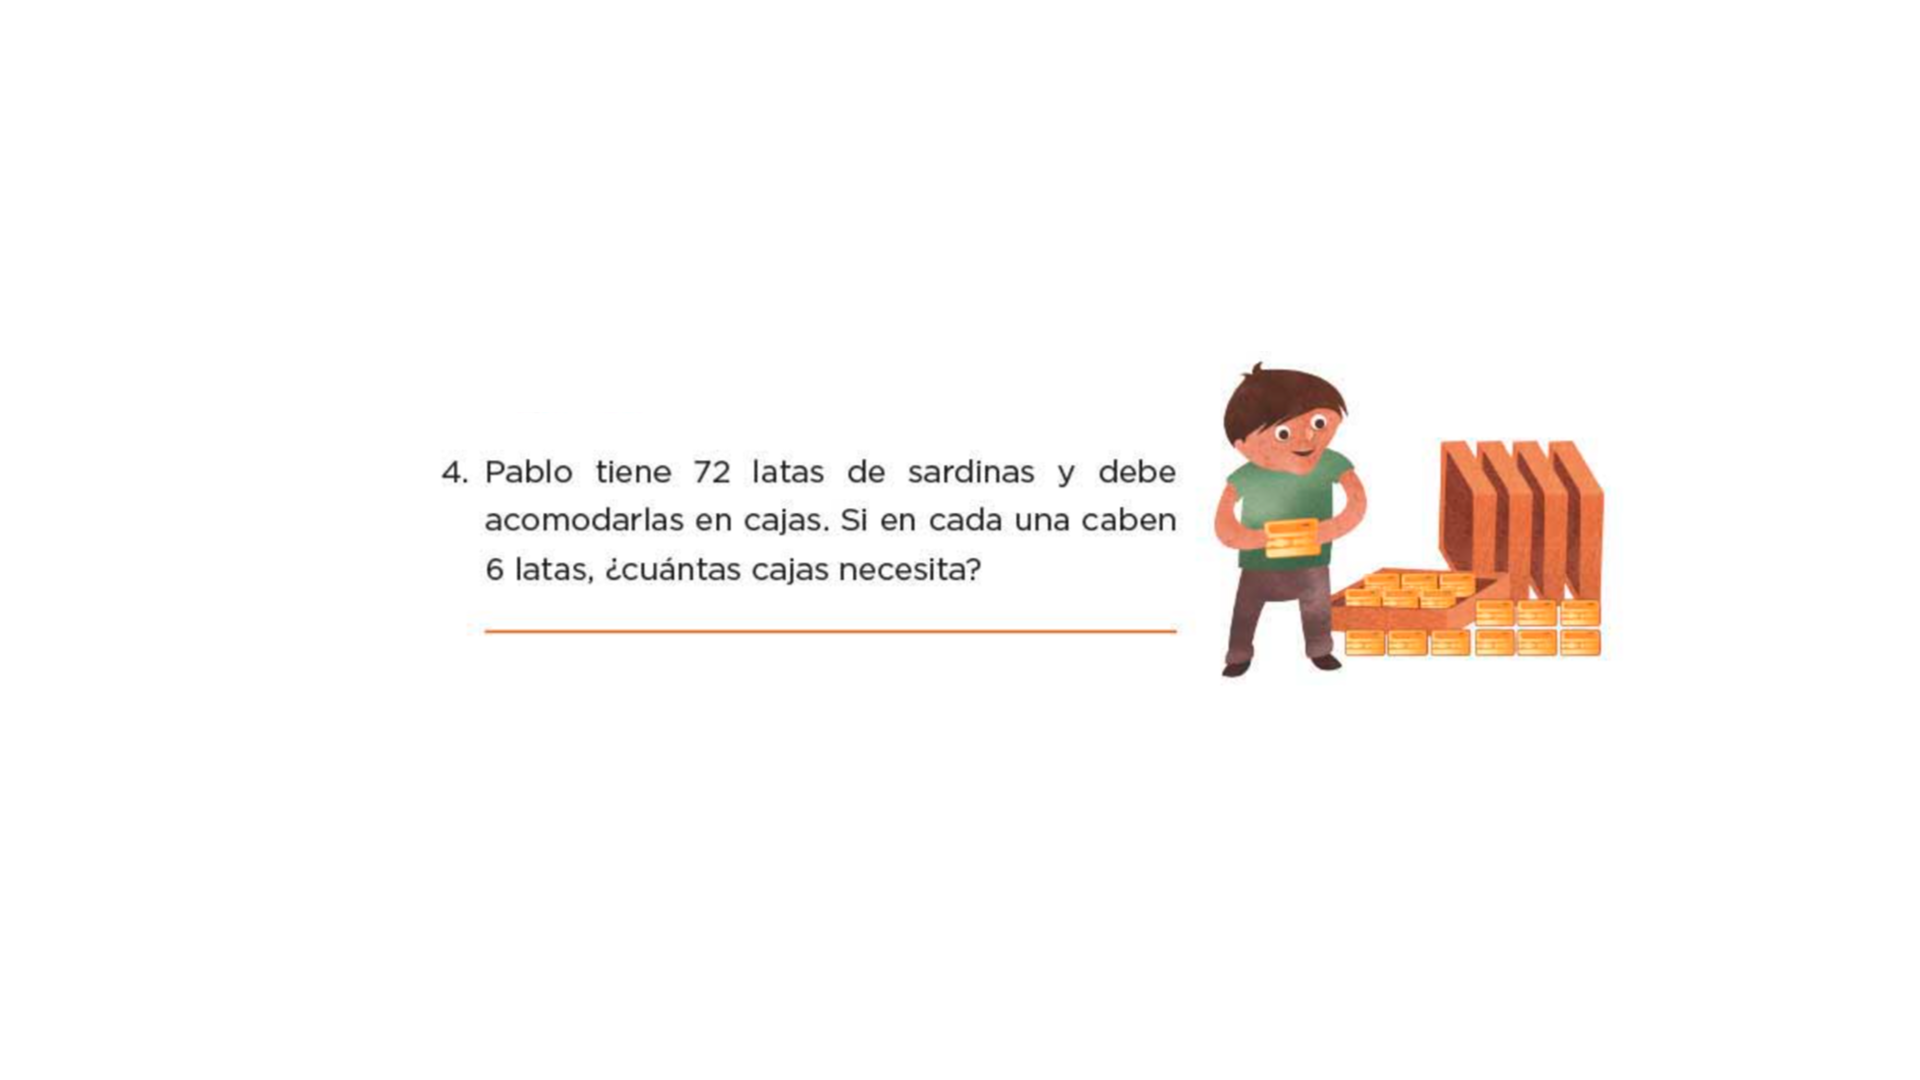 4. Pablo tiene 72 latas de sardinas y debe
acomodarlas en cajas. Si en cada una caben
6 latas, ¿cuántas cajas necesita?